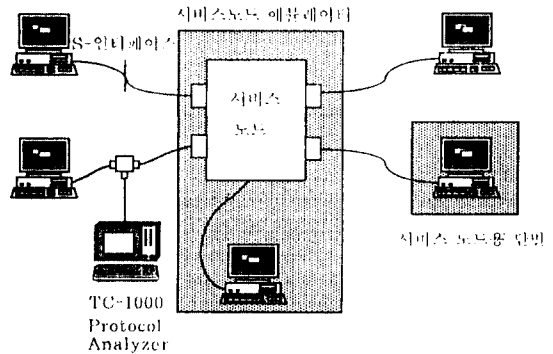 서비스노드 에뮬레이터
S-인터페이스
서비스
노드
서비스 노드용 단말
TC-1000
Protocol
Analyzer